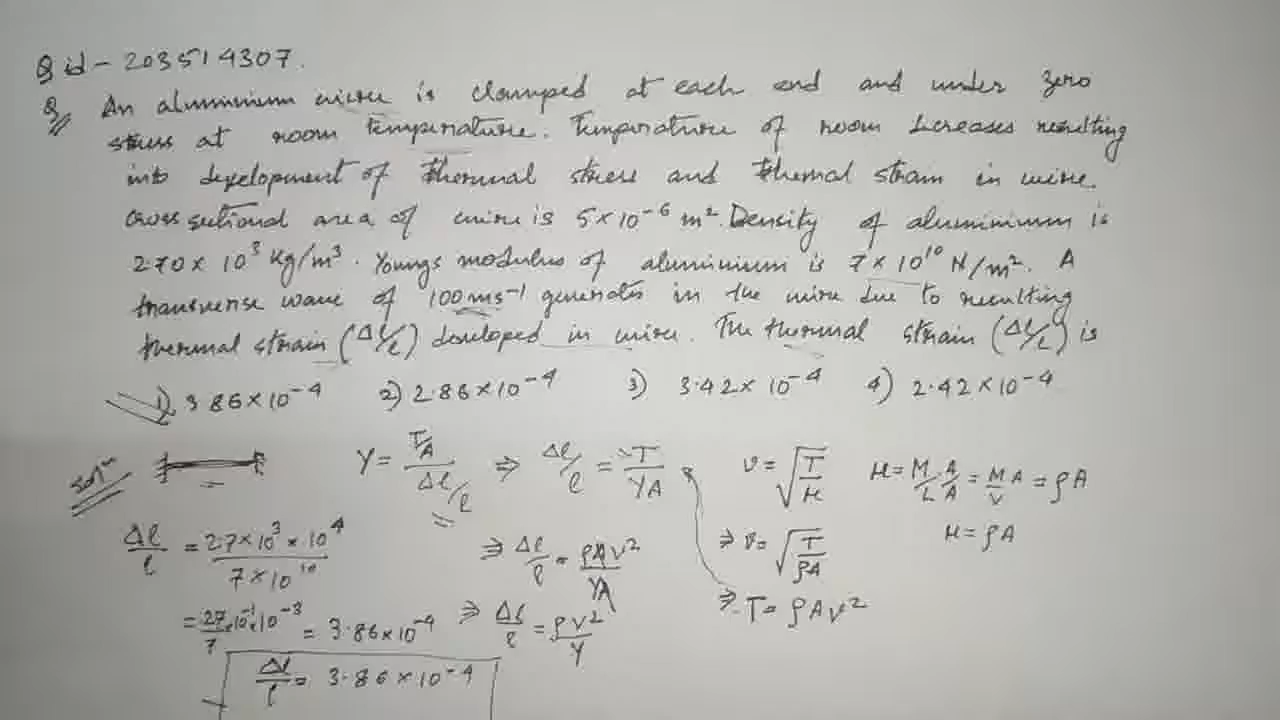 Q id - 203514307.
Q An aluminium wire is clamped at each end and under zero
stress at room temperature. Temperature of room icreases resulting
into development of thermal stress and thermal strain in wire.
Cross sectional area of wire is 5×10⁻⁶ m². Density of aluminium is
2.70 × 10³ Kg/m³. Youngs modulus of aluminium is 7 × 10¹⁰ N/m². A
transverse wave of 100 ms⁻¹ generates in the wire due to resulting
thermal strain (Δl/l) developed in wire. The thermal strain (Δl/l) is
1) 3.86×10⁻⁴ 2) 2.86×10⁻⁴ 3) 3.42×10⁻⁴ 4) 2.42×10⁻⁴
Solⁿ Y = (T/A)/(Δl/l) ⇒ Δl/l = T/YA v = √(T/μ) μ = M/L · A/A = M/V A = ρA
Δl/l = 2.7×10³×10⁴/7×10¹⁰ ⇒ Δl/l = ρAv²/YA ⇒ v = √(T/ρA) μ = ρA
= 27/7 × 10⁻¹ × 10⁻³ = 3.86×10⁻⁴ ⇒ Δl/l = ρv²/Y ⇒ T = ρAv²
Δl/l = 3.86×10⁻⁴